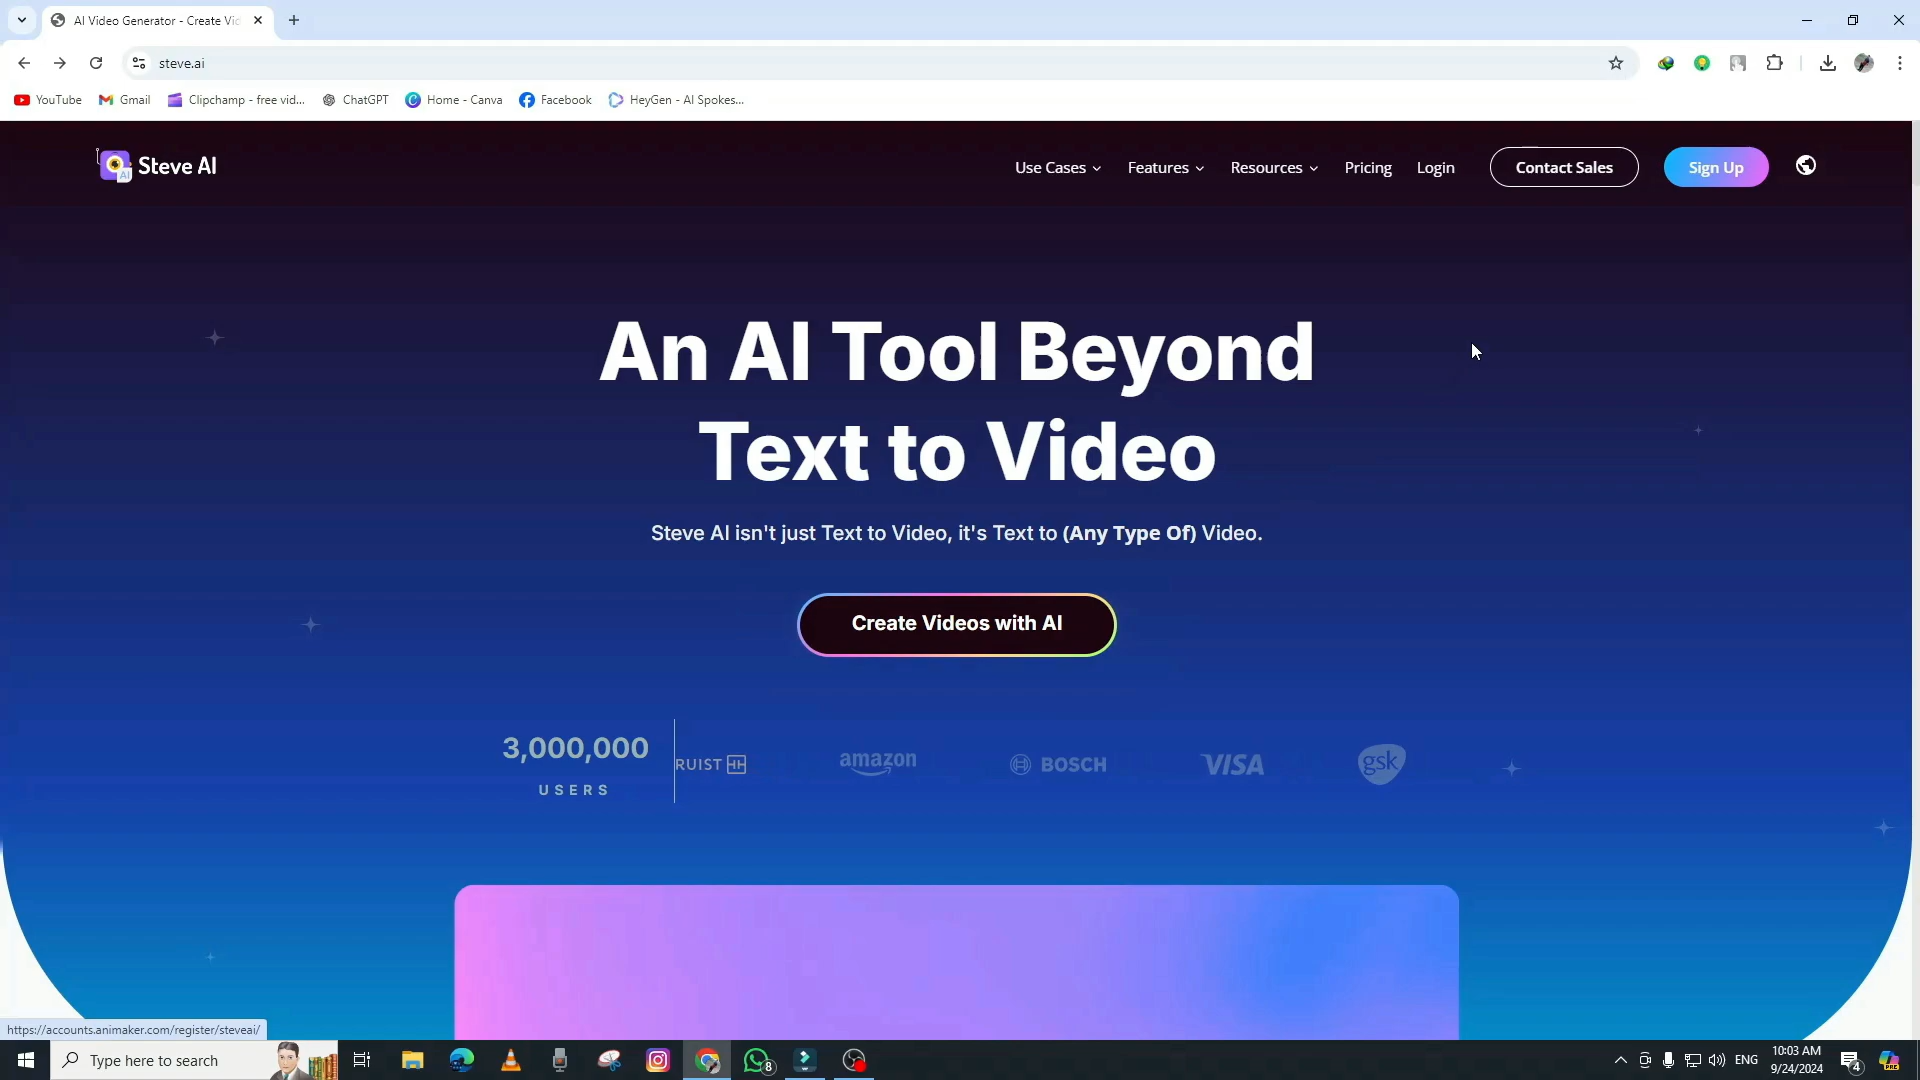 AI Video Generator - Create Vid
steve.ai
YouTube
Gmail
Clipchamp - free vid...
ChatGPT
Home - Canva
Facebook
HeyGen - AI Spokes...
Steve AI
Use Cases
Features
Resources
Pricing
Login
Contact Sales
Sign Up
An AI Tool Beyond
Text to Video
Steve AI isn't just Text to Video, it's Text to (Any Type Of) Video.
Create Videos with AI
3,000,000
USERS
RUIST
amazon
BOSCH
VISA
gsk
https://accounts.animaker.com/register/steveai/
Type here to search
8
ENG
10:03 AM
9/24/2024
4
PRE